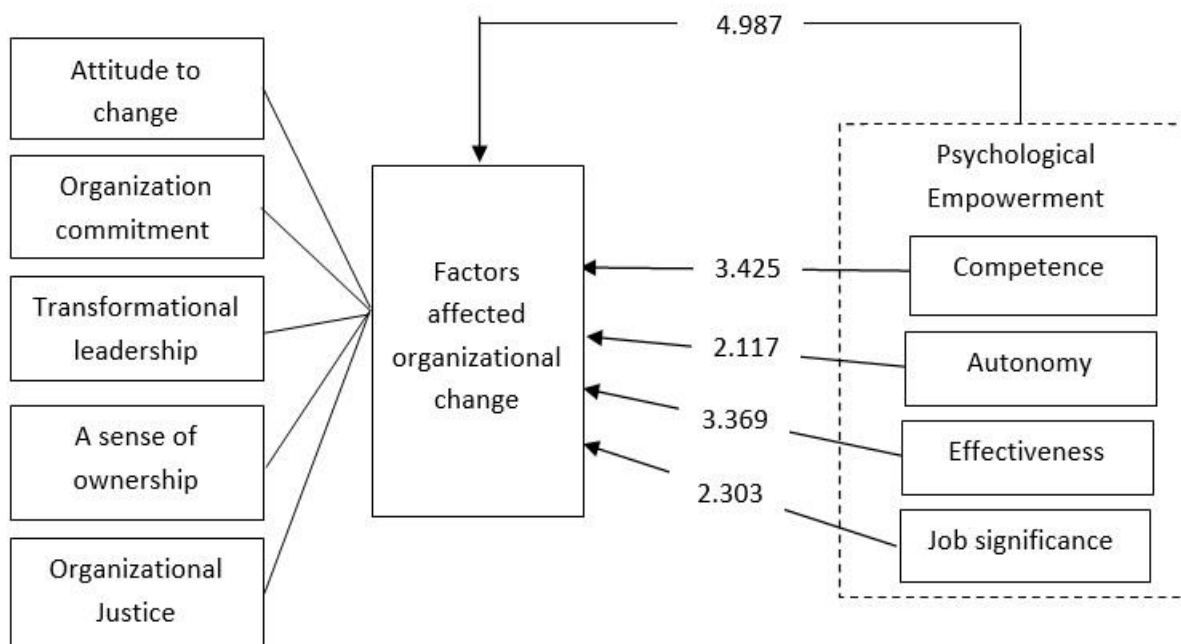 4.987
Attitude to
change
Organization
commitment
Transformational
leadership
A sense of
ownership
Organizational
Justice
Factors
affected
organizational
change
3.425
2.117
3.369
2.303
Psychological
Empowerment
Competence
Autonomy
Effectiveness
Job significance